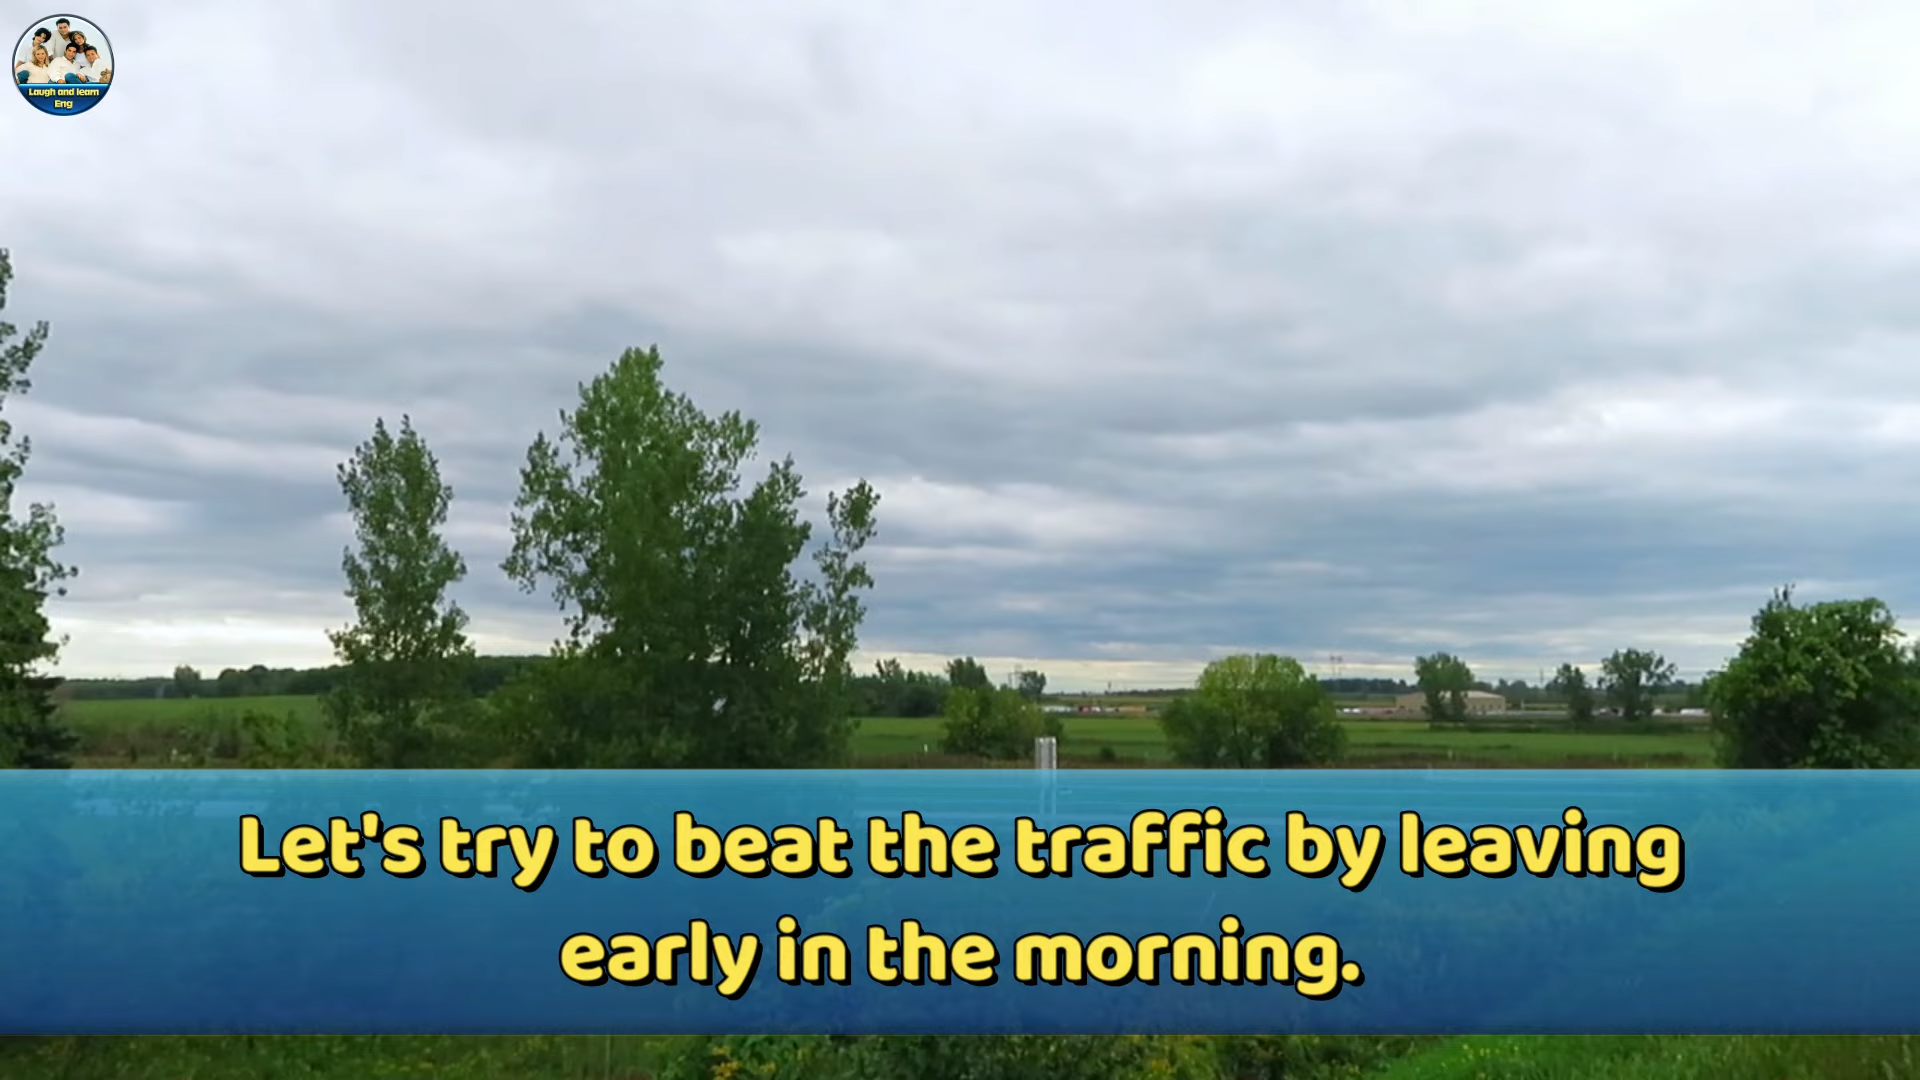 Laugh and learn
Eng
Let's try to beat the traffic by leaving
early in the morning.